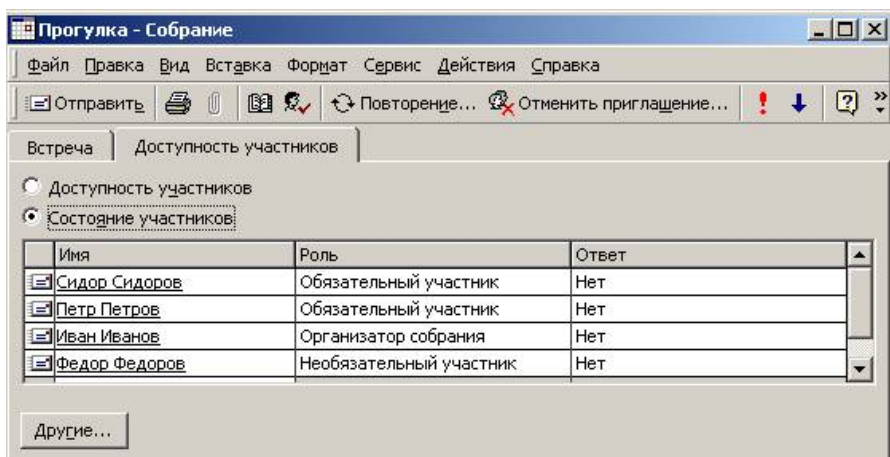 Прогулка - Собрание
Файл Правка Вид Вставка Формат Сервис Действия Справка
Отправить Повторение... Отменить приглашение...
Встреча Доступность участников
Доступность участников
Состояние участников
Имя Роль Ответ
Сидор Сидоров Обязательный участник Нет
Петр Петров Обязательный участник Нет
Иван Иванов Организатор собрания Нет
Федор Федоров Необязательный участник Нет
Другие...